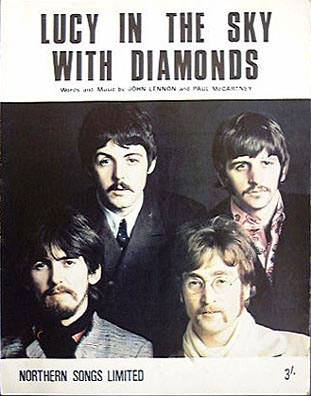 LUCY IN THE SKY
WITH DIAMONDS
Words and Music by JOHN LENNON and PAUL McCARTNEY
NORTHERN SONGS LIMITED
3/-